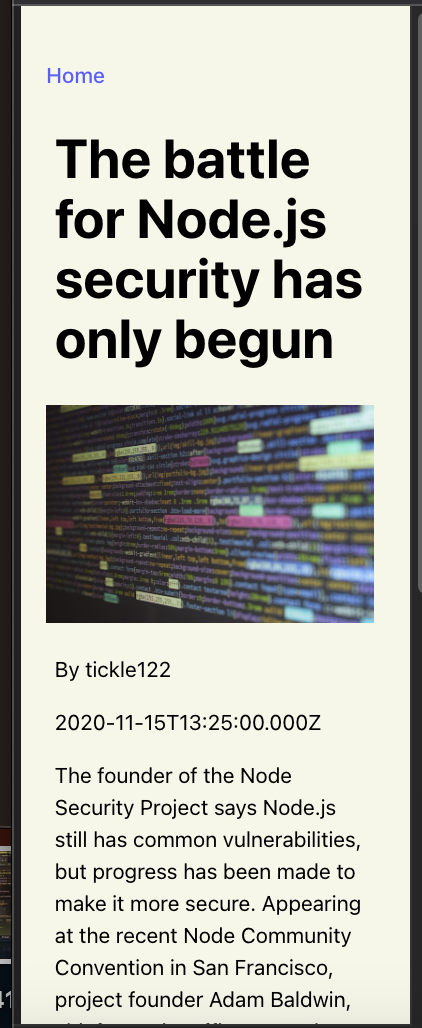 Home
The battle
for Node.js
security has
only begun
By tickle122
2020-11-15T13:25:00.000Z
The founder of the Node
Security Project says Node.js
still has common vulnerabilities,
but progress has been made to
make it more secure. Appearing
at the recent Node Community
Convention in San Francisco,
project founder Adam Baldwin,